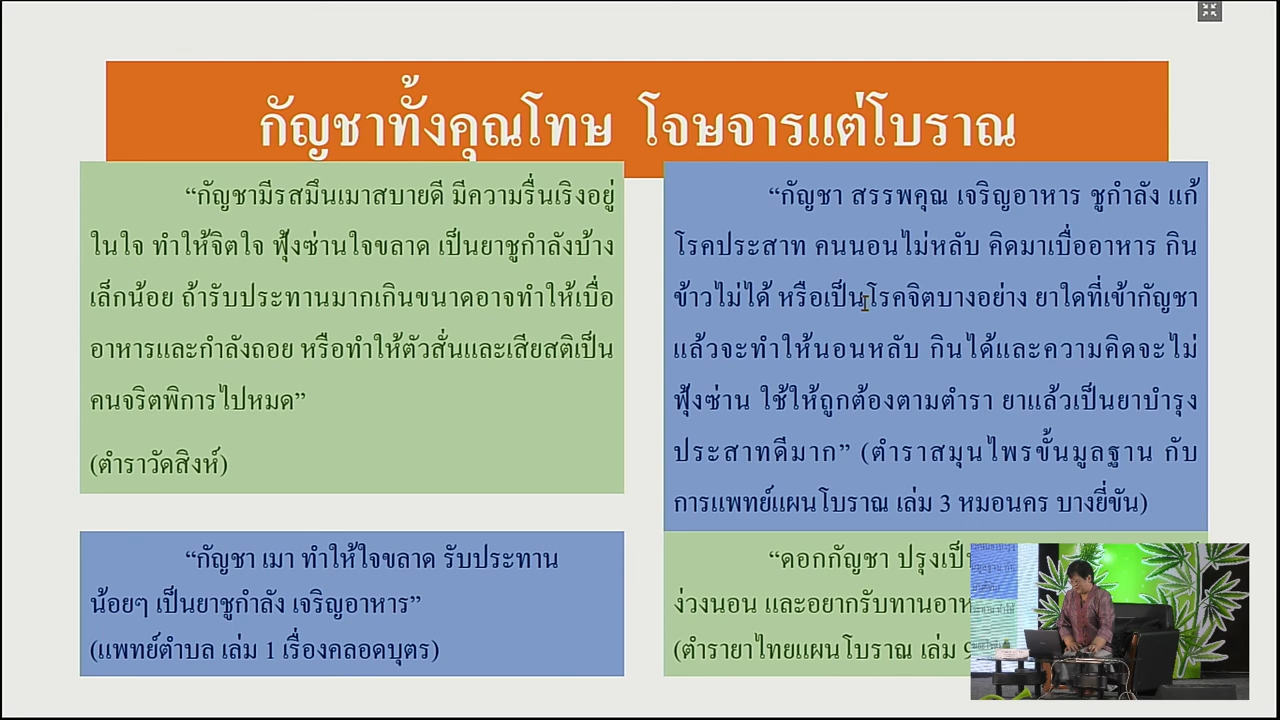 กัญชาทั้งคุณโทษ โจษจารแต่โบราณ
“กัญชามีรสมึนเมาสบายดี มีความรื่นเริงอยู่
ในใจ ทำให้จิตใจ ฟุ้งซ่านใจขลาด เป็นยาชูกำลังบ้าง
เล็กน้อย ถ้ารับประทานมากเกินขนาดอาจทำให้เบื่อ
อาหารและกำลังถอย หรือทำให้ตัวสั่นและเสียสติเป็น
คนจริตพิการไปหมด”
(ตำราวัดสิงห์)
“กัญชา เมา ทำให้ใจขลาด รับประทาน
น้อยๆ เป็นยาชูกำลัง เจริญอาหาร”
(แพทย์ตำบล เล่ม 1 เรื่องคลอดบุตร)
“กัญชา สรรพคุณ เจริญอาหาร ชูกำลัง แก้
โรคประสาท คนนอนไม่หลับ คิดมาเบื่ออาหาร กิน
ข้าวไม่ได้ หรือเป็นโรคจิตบางอย่าง ยาใดที่เข้ากัญชา
แล้วจะทำให้นอนหลับ กินได้และความคิดจะไม่
ฟุ้งซ่าน ใช้ให้ถูกต้องตามตำรา ยาแล้วเป็นยาบำรุง
ประสาทดีมาก” (ตำราสมุนไพรขั้นมูลฐาน กับ
การแพทย์แผนโบราณ เล่ม 3 หมอนคร บางยี่ขัน)
“ดอกกัญชา ปรุงเป็
ง่วงนอน และอยากรับทานอาห
(ตำรายาไทยแผนโบราณ เล่ม 9